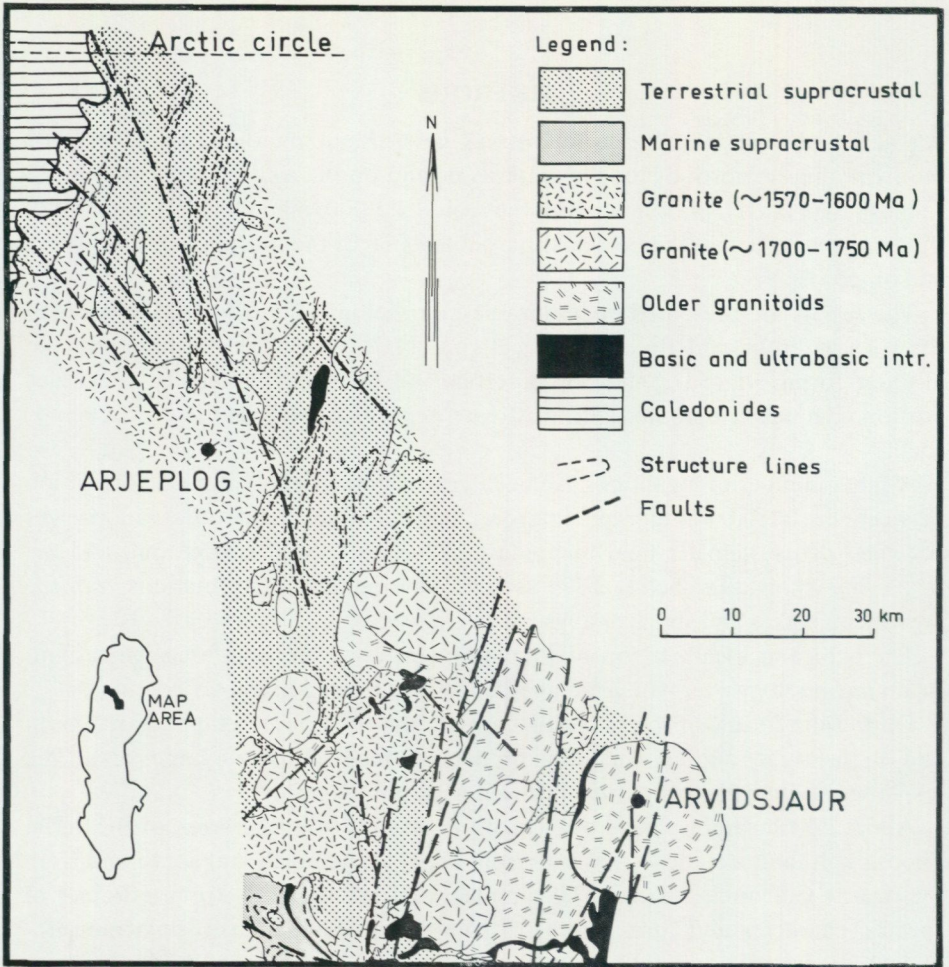 Arctic circle
N
ARJEPLOG
MAP
AREA
ARVIDSJAUR
Legend:
Terrestrial supracrustal
Marine supracrustal
Granite (~1570-1600 Ma)
Granite (~1700-1750 Ma)
Older granitoids
Basic and ultrabasic intr.
Caledonides
Structure lines
Faults
0 10 20 30 km